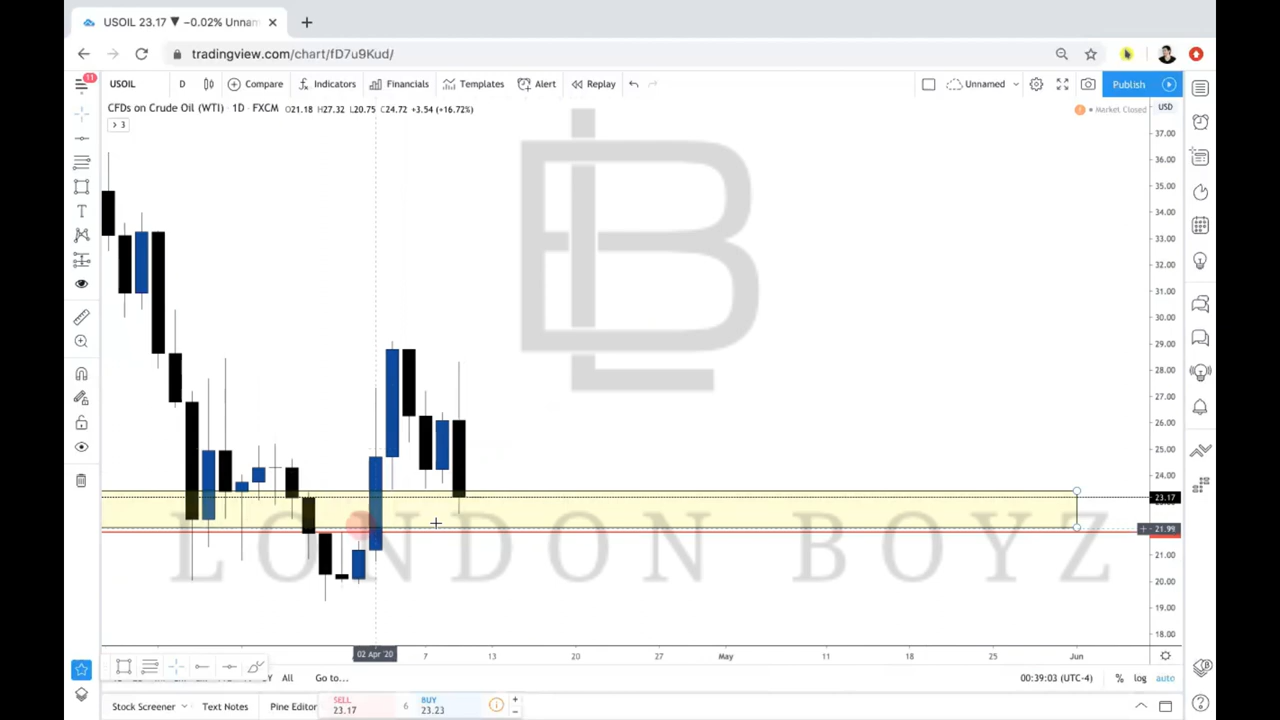 USOIL 23.17 ▼ −0.02% Unnam
tradingview.com/chart/fD7u9Kud/
11
USOIL D Compare Indicators Financials Templates Alert Replay Unnamed Publish
CFDs on Crude Oil (WTI) · 1D · FXCM O21.18 H27.32 L20.75 C24.72 +3.54 (+16.72%) Market Closed USD
3
37.00
36.00
35.00
34.00
33.00
32.00
31.00
30.00
29.00
28.00
27.00
26.00
25.00
24.00
23.17
21.99
21.00
20.00
19.00
18.00
LONDON BOYZ
02 Apr '20 7 13 20 27 May 11 18 25 Jun
All Go to... 00:39:03 (UTC-4) % log auto
Stock Screener Text Notes Pine Editor
SELL BUY
23.17 6 23.23